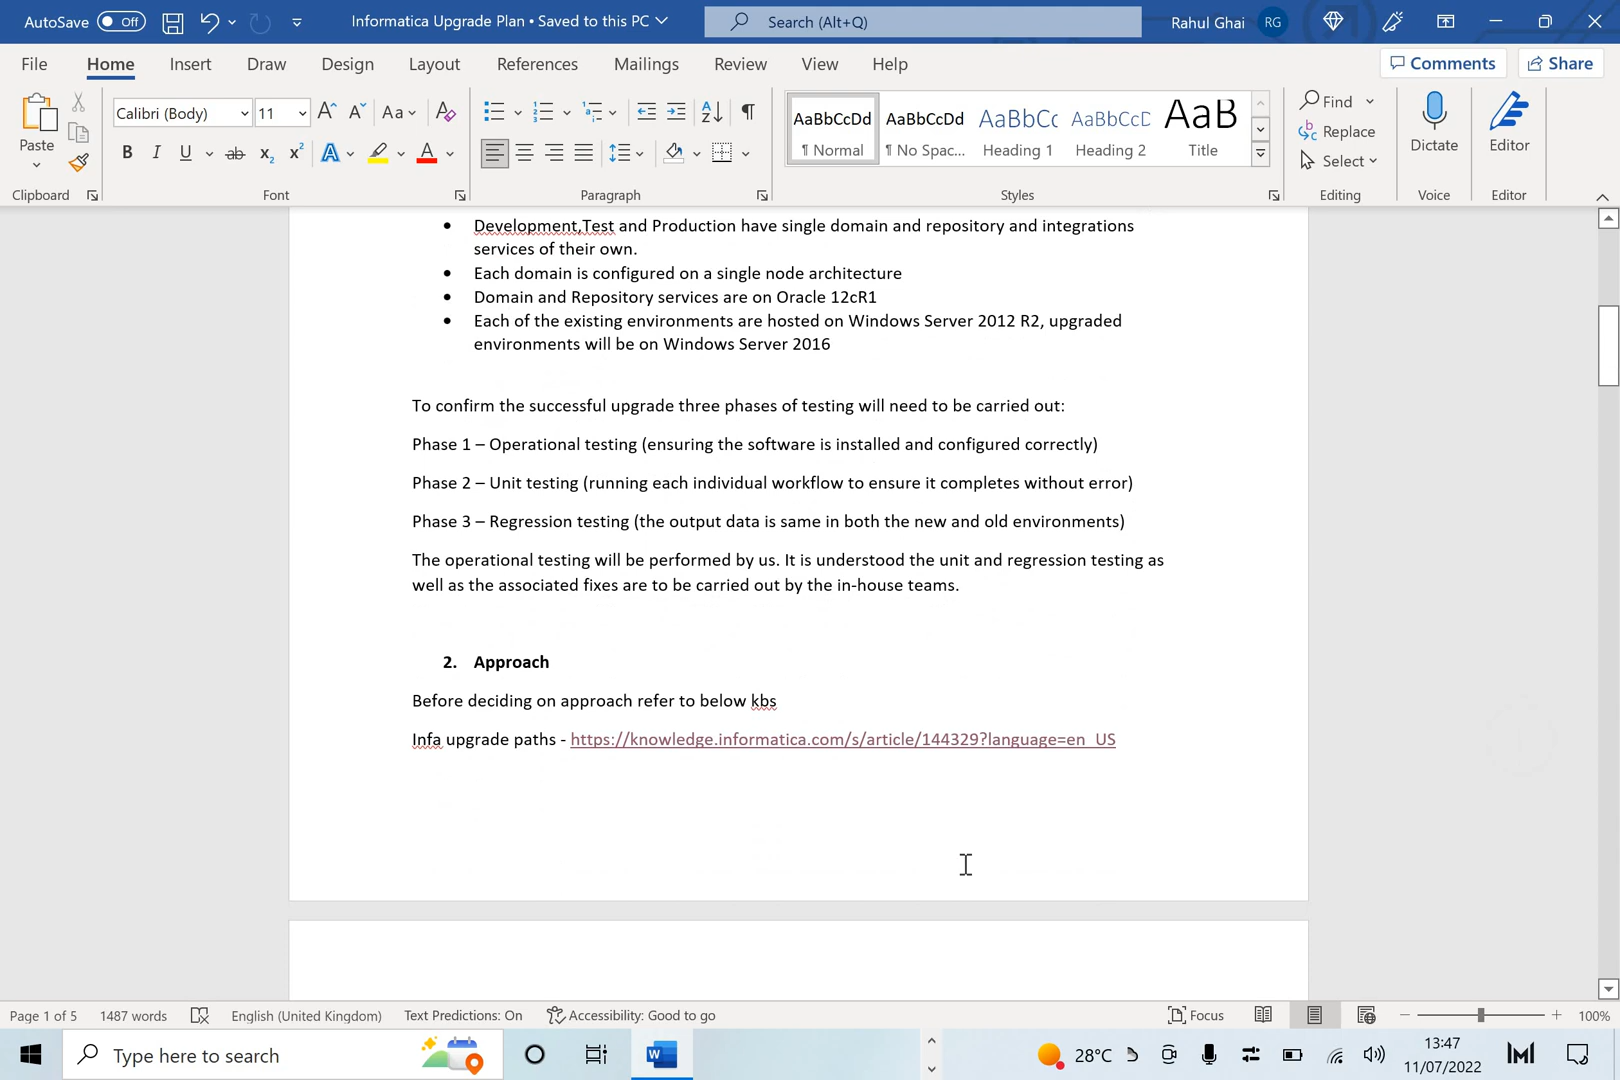 AutoSave Off Informatica Upgrade Plan • Saved to this PC Search (Alt+Q) Rahul Ghai RG
File Home Insert Draw Design Layout References Mailings Review View Help Comments Share
Paste Calibri (Body) 11 Aa AaBbCcDd AaBbCcDd AaBbCc AaBbCcD AaB Find
¶ Normal ¶ No Spac... Heading 1 Heading 2 Title Replace
Select Dictate Editor
Clipboard Font Paragraph Styles Editing Voice Editor
• Development,Test and Production have single domain and repository and integrations
services of their own.
• Each domain is configured on a single node architecture
• Domain and Repository services are on Oracle 12cR1
• Each of the existing environments are hosted on Windows Server 2012 R2, upgraded
environments will be on Windows Server 2016
To confirm the successful upgrade three phases of testing will need to be carried out:
Phase 1 – Operational testing (ensuring the software is installed and configured correctly)
Phase 2 – Unit testing (running each individual workflow to ensure it completes without error)
Phase 3 – Regression testing (the output data is same in both the new and old environments)
The operational testing will be performed by us. It is understood the unit and regression testing as
well as the associated fixes are to be carried out by the in-house teams.
2. Approach
Before deciding on approach refer to below kbs
Infa upgrade paths - https://knowledge.informatica.com/s/article/144329?language=en_US
Page 1 of 5 1487 words English (United Kingdom) Text Predictions: On Accessibility: Good to go Focus 100%
Type here to search 28°C 13:47
11/07/2022